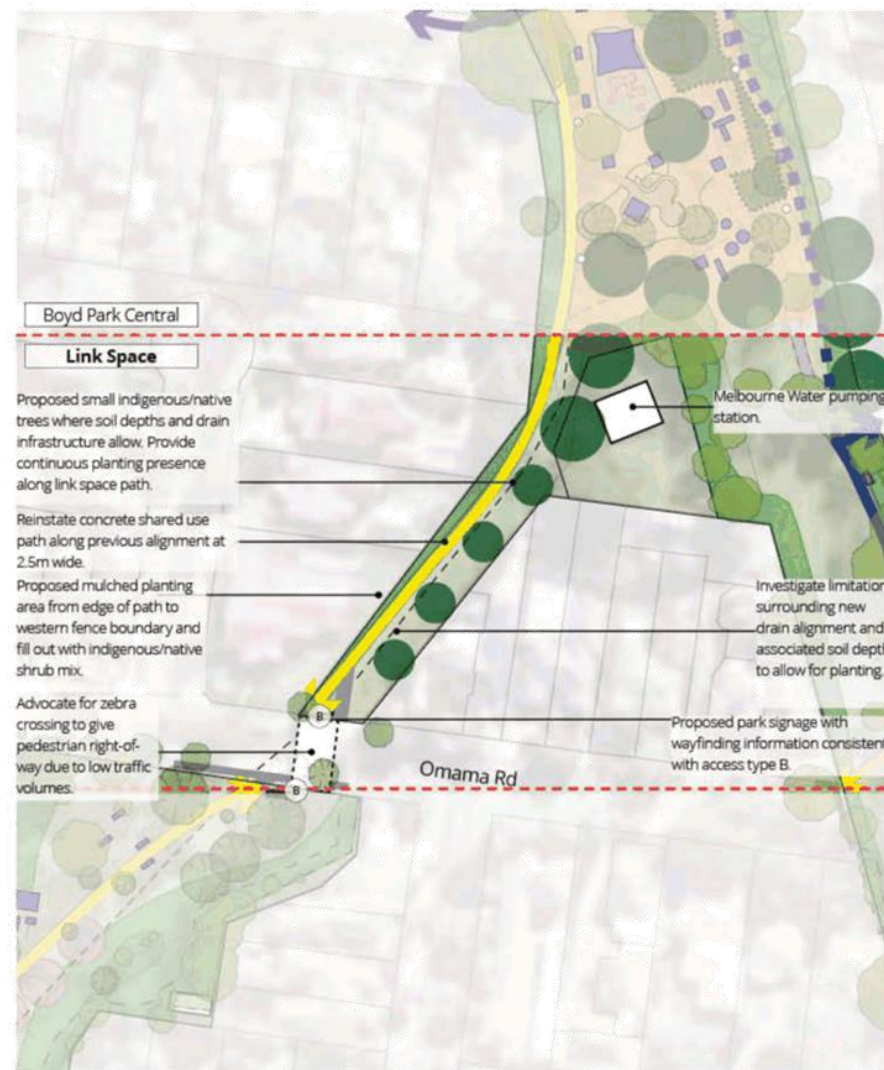 Boyd Park Central
Link Space
Proposed small indigenous/native
trees where soil depths and drain
infrastructure allow. Provide
continuous planting presence
along link space path.
Reinstate concrete shared use
path along previous alignment at
2.5m wide.
Proposed mulched planting
area from edge of path to
western fence boundary and
fill out with indigenous/native
shrub mix.
Advocate for zebra
crossing to give
pedestrian right-of-
way due to low traffic
volumes.
Melbourne Water pumping
station.
Investigate limitation
surrounding new
drain alignment and
associated soil depth
to allow for planting.
Proposed park signage with
wayfinding information consistent
with access type B.
B
Omama Rd
B